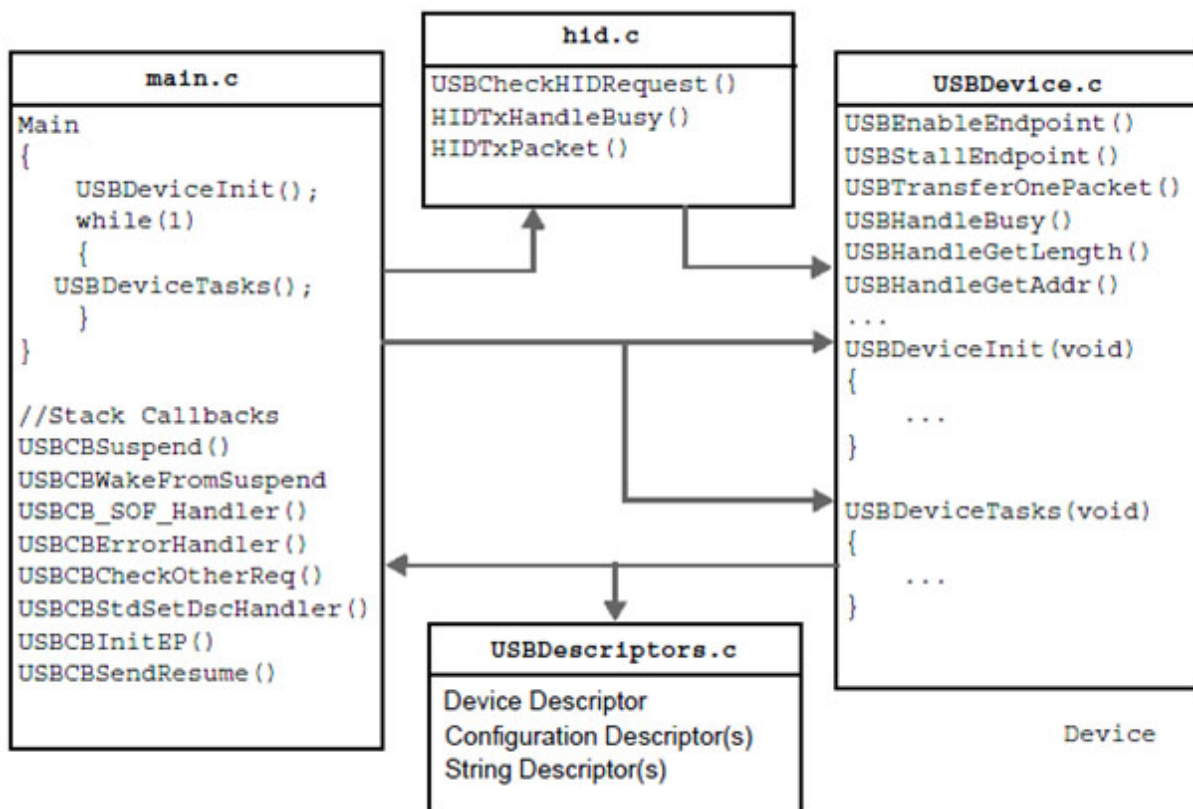 hid.c
USBCheckHIDRequest()
HIDTxHandleBusy()
HIDTxPacket()
main.c
Main
{
USBDeviceInit();
while(1)
{
USBDeviceTasks();
}
}
//Stack Callbacks
USBCBSuspend()
USBCBWakeFromSuspend
USBCB_SOF_Handler()
USBCBErrorHandler()
USBCBCheckOtherReq()
USBCBStdSetDscHandler()
USBCBInitEP()
USBCBSendResume()
USBDevice.c
USBEnableEndpoint()
USBStallEndpoint()
USBTransferOnePacket()
USBHandleBusy()
USBHandleGetLength()
USBHandleGetAddr()
...
USBDeviceInit(void)
{
...
}
USBDeviceTasks(void)
{
...
}
USBDescriptors.c
Device Descriptor
Configuration Descriptor(s)
String Descriptor(s)
Device